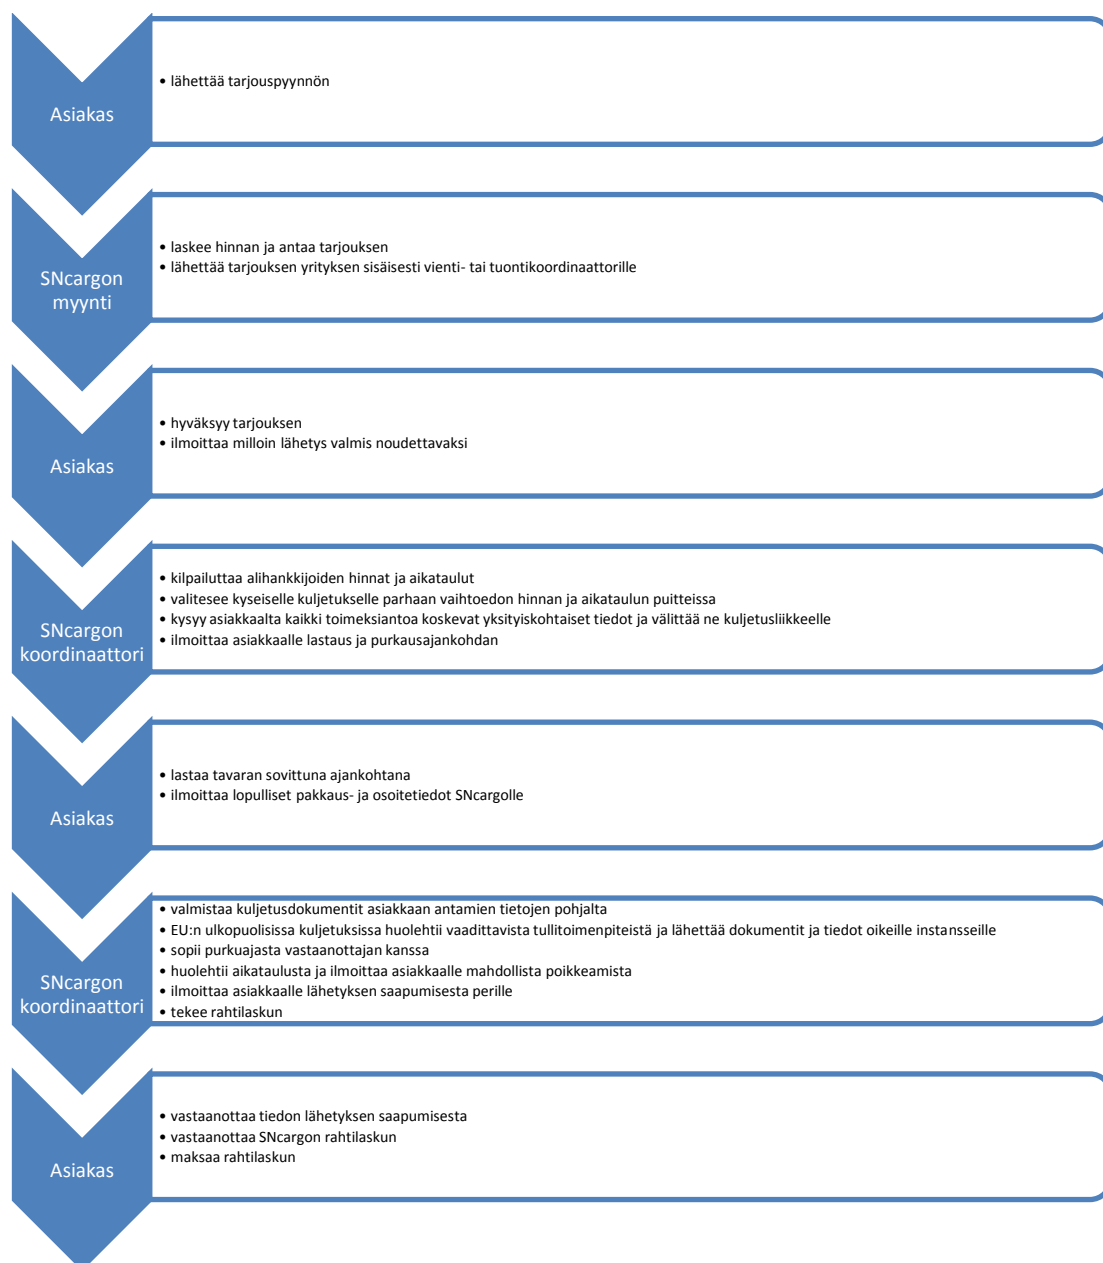 Asiakas
• lähettää tarjouspyynnön
SNcargon
myynti
• laskee hinnan ja antaa tarjouksen
• lähettää tarjouksen yrityksen sisäisesti vienti- tai tuontikoordinaattorille
Asiakas
• hyväksyy tarjouksen
• ilmoittaa milloin lähetys valmis noudettavaksi
SNcargon
koordinaattori
• kilpailuttaa alihankkijoiden hinnat ja aikataulut
• valitesee kyseiselle kuljetukselle parhaan vaihtoedon hinnan ja aikataulun puitteissa
• kysyy asiakkaalta kaikki toimeksiantoa koskevat yksityiskohtaiset tiedot ja välittää ne kuljetusliikkeelle
• ilmoittaa asiakkaalle lastaus ja purkausajankohdan
Asiakas
• lastaa tavaran sovittuna ajankohtana
• ilmoittaa lopulliset pakkaus- ja osoitetiedot SNcargolle
SNcargon
koordinaattori
• valmistaa kuljetusdokumentit asiakkaan antamien tietojen pohjalta
• EU:n ulkopuolisissa kuljetuksissa huolehtii vaadittavista tullitoimenpiteistä ja lähettää dokumentit ja tiedot oikeille instansseille
• sopii purkuajasta vastaanottajan kanssa
• huolehtii aikataulusta ja ilmoittaa asiakkaalle mahdollista poikkeamista
• ilmoittaa asiakkaalle lähetyksen saapumisesta perille
• tekee rahtilaskun
Asiakas
• vastaanottaa tiedon lähetyksen saapumisesta
• vastaanottaa SNcargon rahtilaskun
• maksaa rahtilaskun